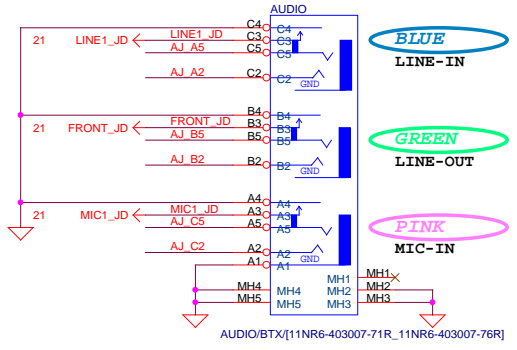 AUDIO
C4 C4
21 LINE1_JD LINE1_JD C3 C3 BLUE
AJ_A5 C5 C5
LINE-IN
AJ_A2 C2 C2
GND
B4 B4
21 FRONT_JD FRONT_JD B3 B3 GREEN
AJ_B5 B5 B5
LINE-OUT
AJ_B2 B2 B2
GND
A4 A4
21 MIC1_JD MIC1_JD A3 A3 PINK
AJ_C5 A5 A5
MIC-IN
AJ_C2 A2 A2
GND
A1 A1
MH1 MH1
MH4 MH4 MH2 MH2
MH5 MH5 MH3 MH3
AUDIO/BTX/[11NR6-403007-71R_11NR6-403007-76R]